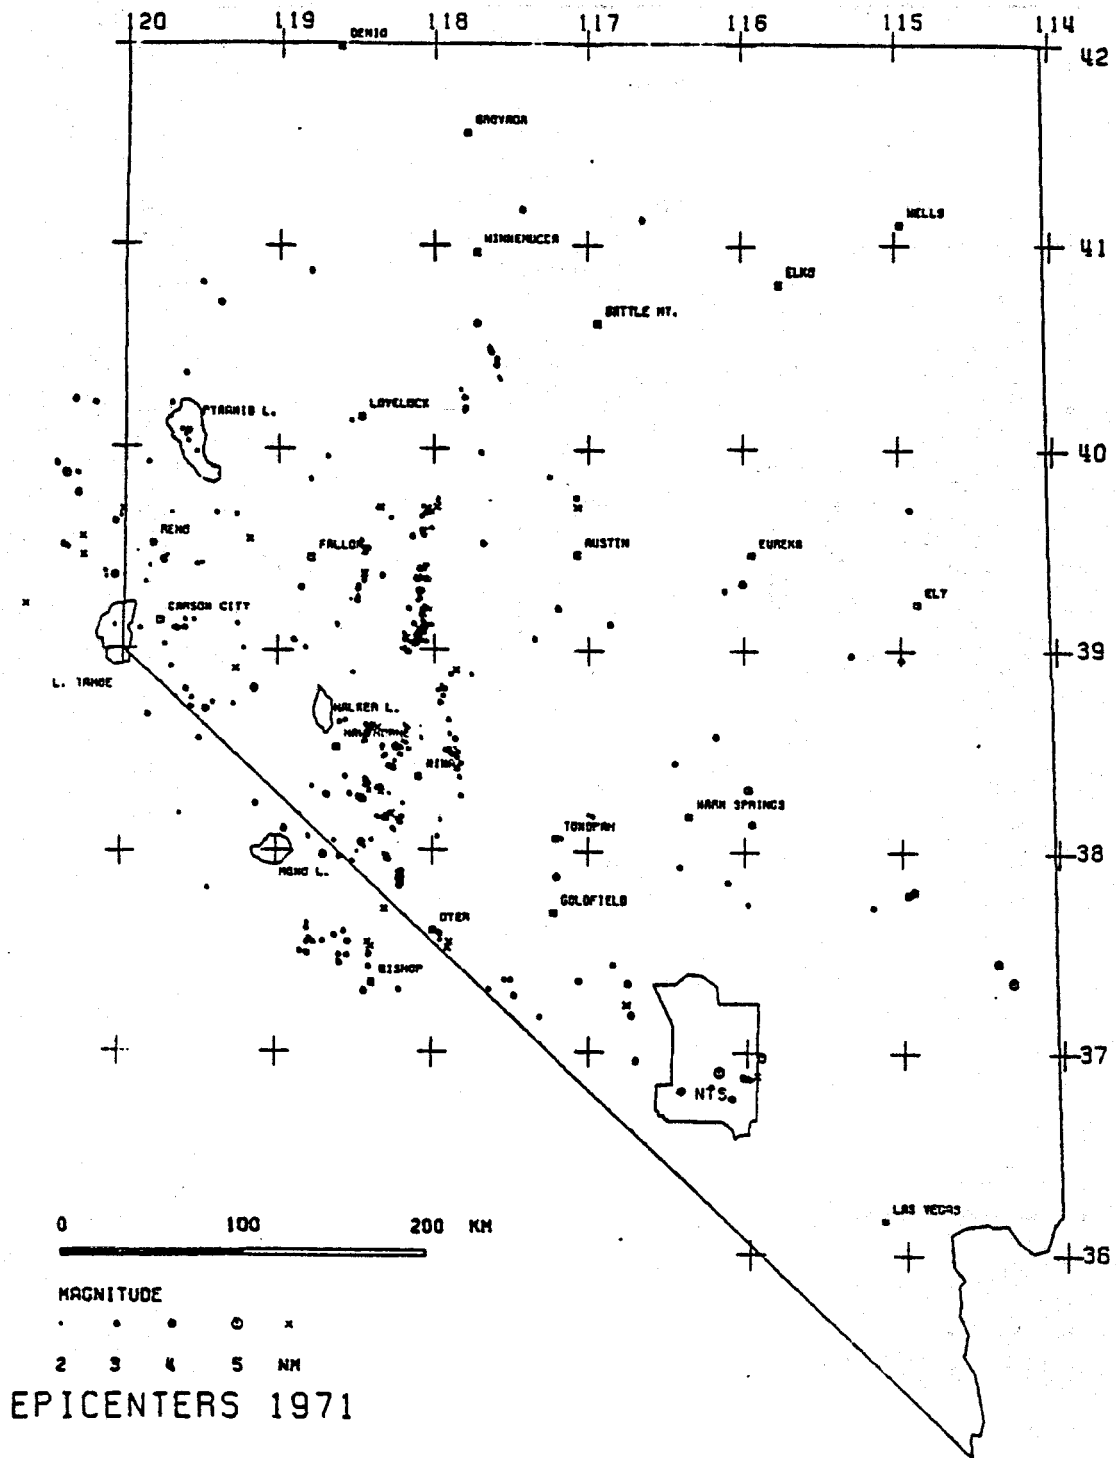 120 119 118 117 116 115 114
DENIO
42
WELLS
WINNEMUCCA
41
ELKO
BATTLE MT.
PYRAMID L.
LOVELOCK
40
RENO
FALLON
AUSTIN
EUREKA
CARSON CITY
ELY
39
L. TAHOE
WALKER L.
MINA
WARM SPRINGS
TONOPAH
38
MONO L.
GOLDFIELD
DYER
BISHOP
37
NTS
LAS VEGAS
0 100 200 KM
36
MAGNITUDE
2 3 4 5 NM
EPICENTERS 1971